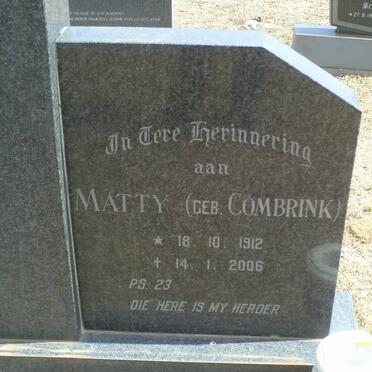 In Tere Herinnering
aan
MATTY (GEB. COMBRINK)
★ 18. 10. 1912
✝ 14. 1. 2006
PS. 23
DIE HERE IS MY HERDER